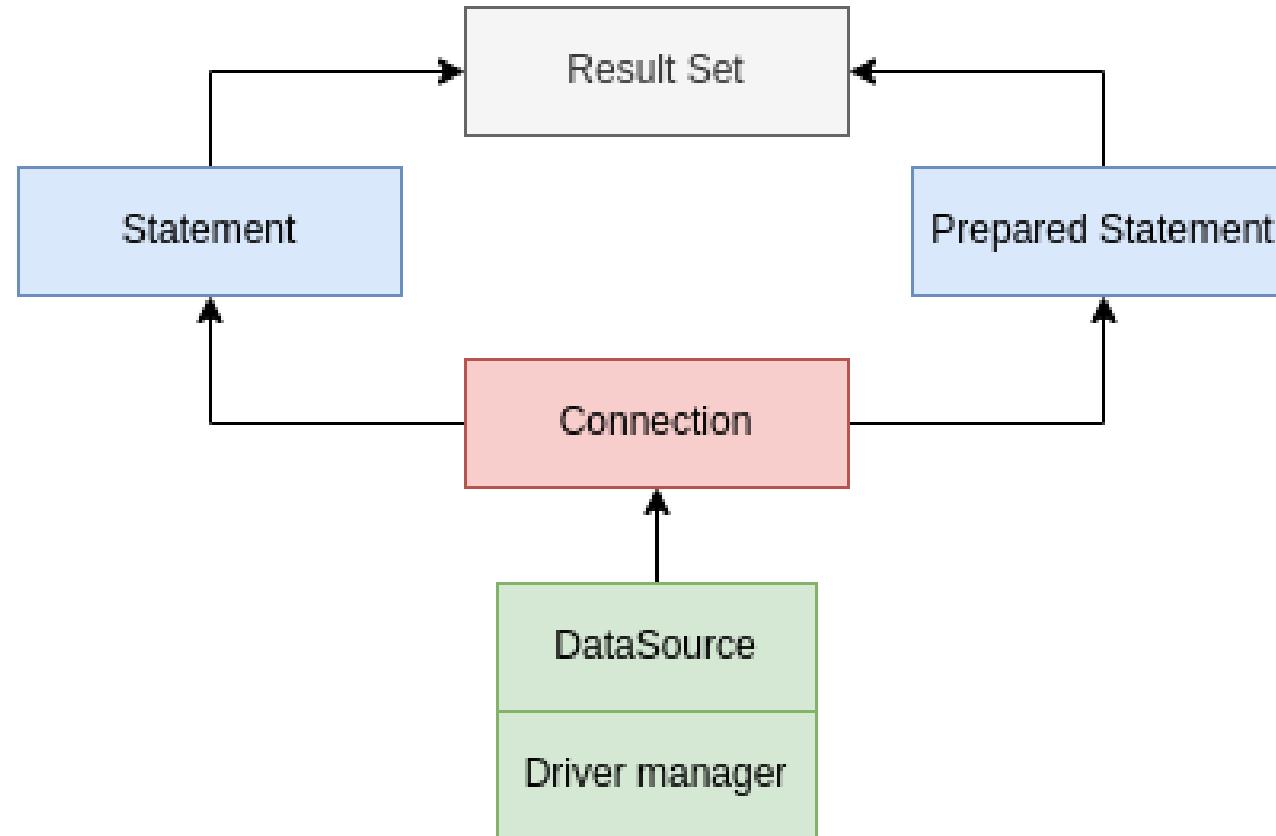 Result Set
Statement
Prepared Statement
Connection
DataSource
Driver manager